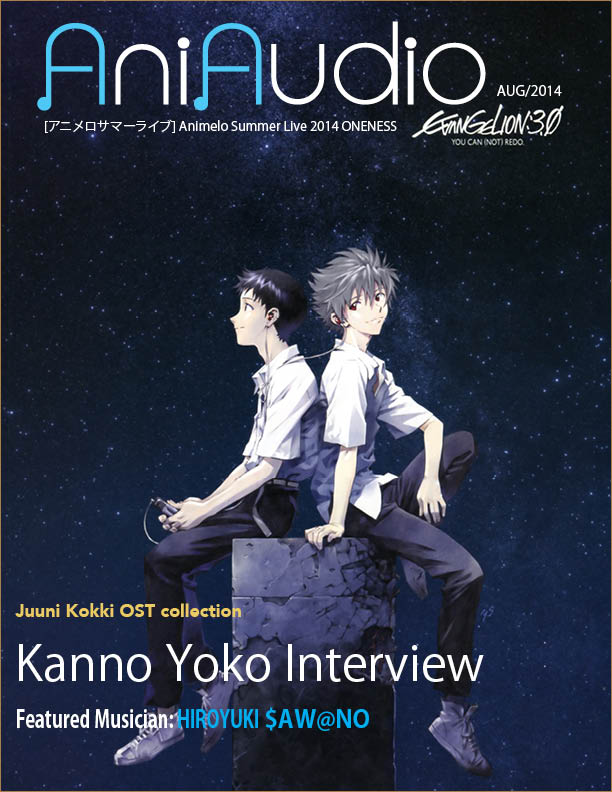 AniAudio
AUG/2014
[アニメロサマーライブ] Animelo Summer Live 2014 ONENESS
EVANGELION:3.0
YOU CAN (NOT) REDO.
Juuni Kokki OST collection
Kanno Yoko Interview
Featured Musician: HIROYUKI $AW@NO